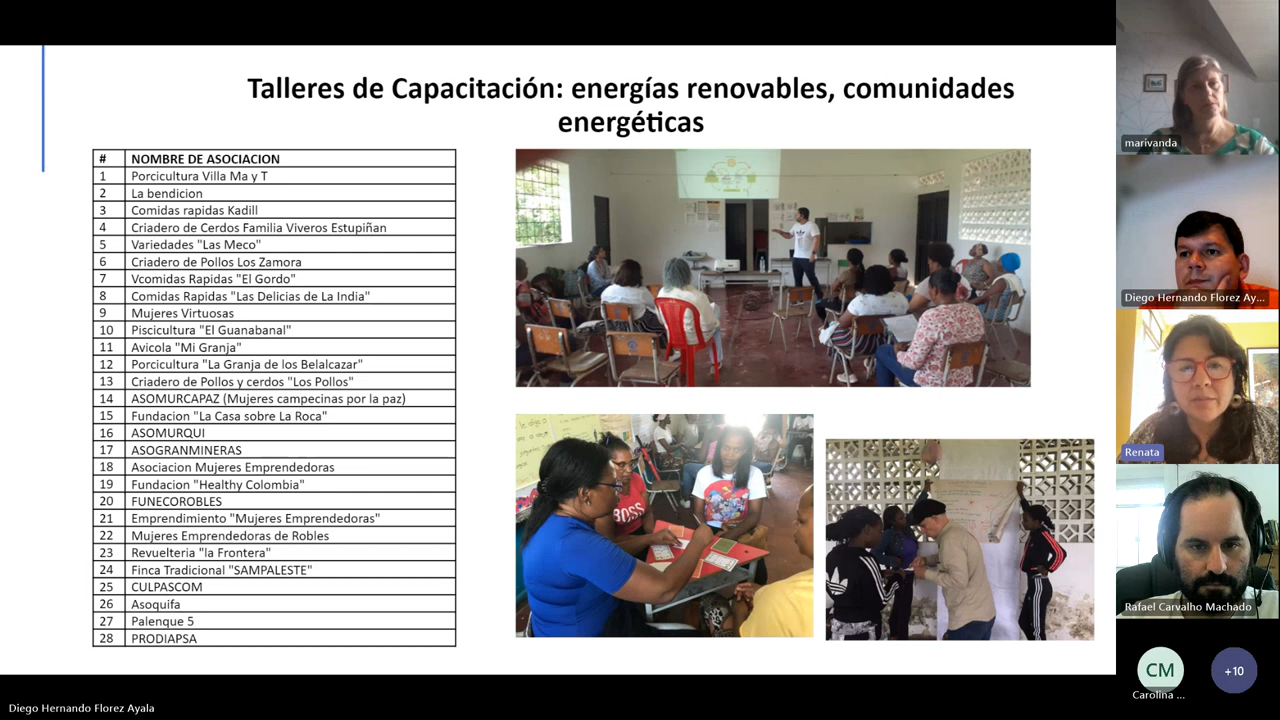 Talleres de Capacitación: energías renovables, comunidades
energéticas
# NOMBRE DE ASOCIACION
1 Porcicultura Villa Ma y T
2 La bendicion
3 Comidas rapidas Kadill
4 Criadero de Cerdos Familia Viveros Estupiñan
5 Variedades "Las Meco"
6 Criadero de Pollos Los Zamora
7 Vcomidas Rapidas "El Gordo"
8 Comidas Rapidas "Las Delicias de La India"
9 Mujeres Virtuosas
10 Piscicultura "El Guanabanal"
11 Avicola "Mi Granja"
12 Porcicultura "La Granja de los Belalcazar"
13 Criadero de Pollos y cerdos "Los Pollos"
14 ASOMURCAPAZ (Mujeres campecinas por la paz)
15 Fundacion "La Casa sobre La Roca"
16 ASOMURQUI
17 ASOGRANMINERAS
18 Asociacion Mujeres Emprendedoras
19 Fundacion "Healthy Colombia"
20 FUNECOROBLES
21 Emprendimiento "Mujeres Emprendedoras"
22 Mujeres Emprendedoras de Robles
23 Revuelteria "la Frontera"
24 Finca Tradicional "SAMPALESTE"
25 CULPASCOM
26 Asoquifa
27 Palenque 5
28 PRODIAPSA
BOSS
marivanda
Diego Hernando Florez Ay...
Renata
Rafael Carvalho Machado
CM
+10
Carolina ...
Diego Hernando Florez Ayala